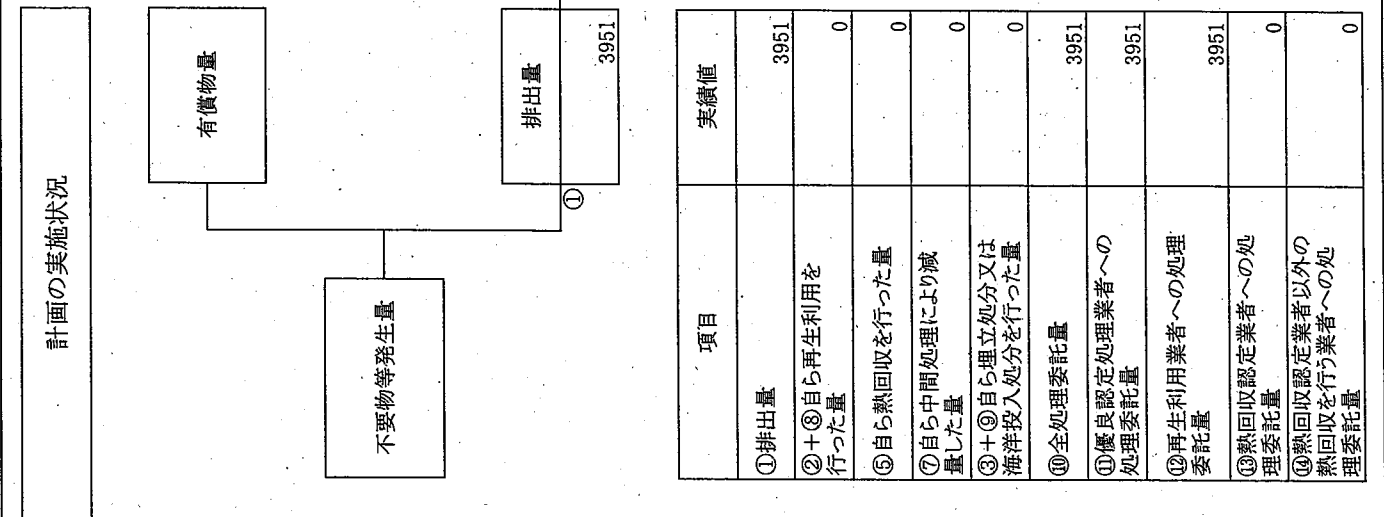 計画の実施状況
有償物量
不要物等発生量
排出量
①
3951
項目
実績値
①排出量
3951
②+⑧自ら再生利用を
行った量
0
⑤自ら熱回収を行った量
0
⑦自ら中間処理により減
量した量
0
③+⑨自ら埋立処分又は
海洋投入処分を行った量
0
⑩全処理委託量
3951
⑪優良認定処理業者への
処理委託量
3951
⑫再生利用業者への処理
委託量
3951
⑬熱回収認定業者への処
理委託量
0
⑭熱回収認定業者以外の
熱回収を行う業者への処
理委託量
0